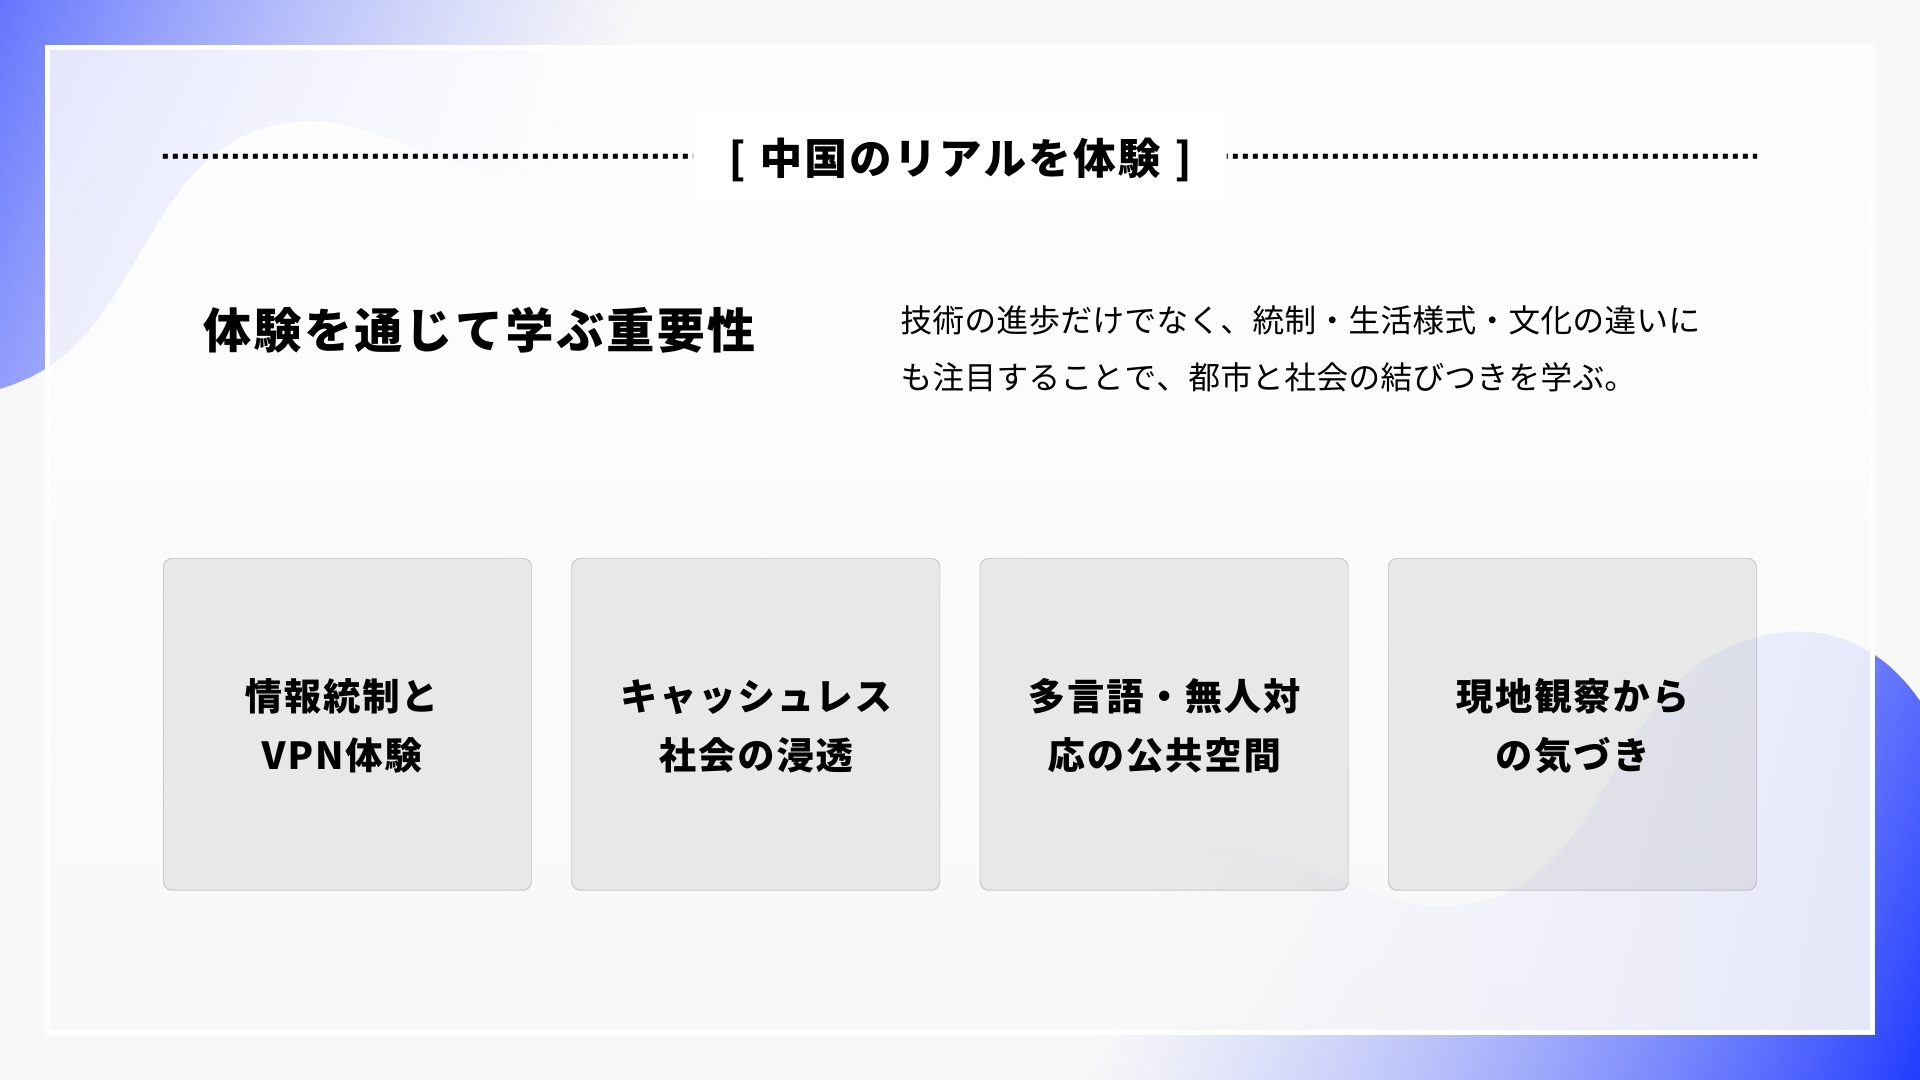 [ 中国のリアルを体験 ]
体験を通じて学ぶ重要性
技術の進歩だけでなく、統制・生活様式・文化の違いに
も注目することで、都市と社会の結びつきを学ぶ。
情報統制と
VPN体験
キャッシュレス
社会の浸透
多言語・無人対
応の公共空間
現地観察から
の気づき